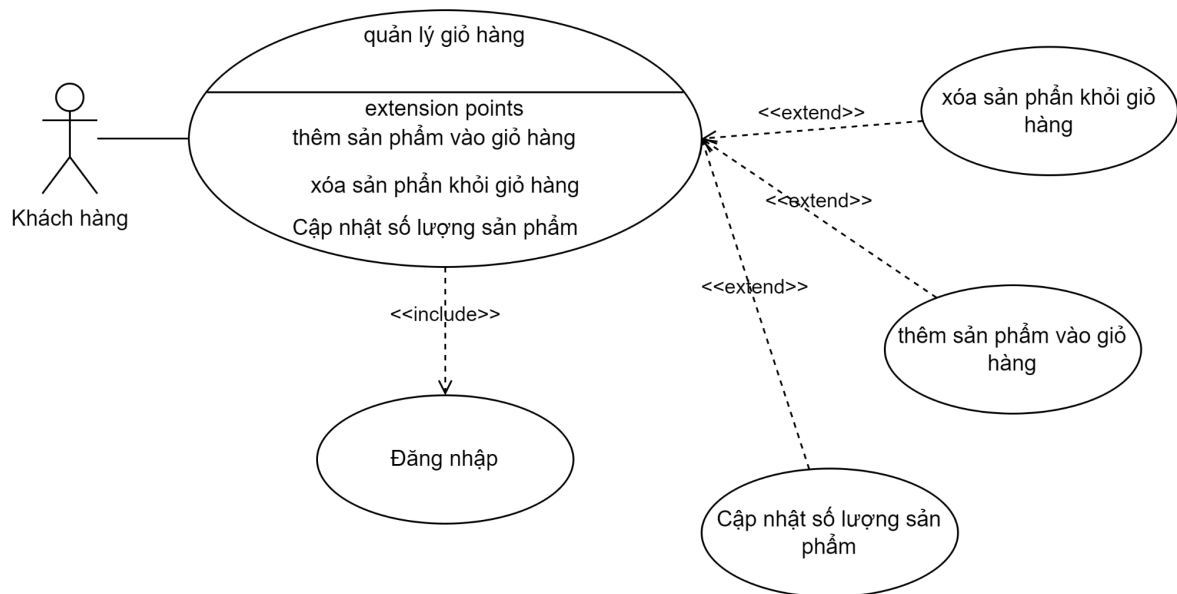 quản lý giỏ hàng
extension points
thêm sản phẩm vào giỏ hàng
xóa sản phẩn khỏi giỏ hàng
Cập nhật số lượng sản phẩm
Khách hàng
<<include>>
Đăng nhập
<<extend>>
xóa sản phẩn khỏi giỏ
hàng
<<extend>>
thêm sản phẩm vào giỏ
hàng
<<extend>>
Cập nhật số lượng sản
phẩm